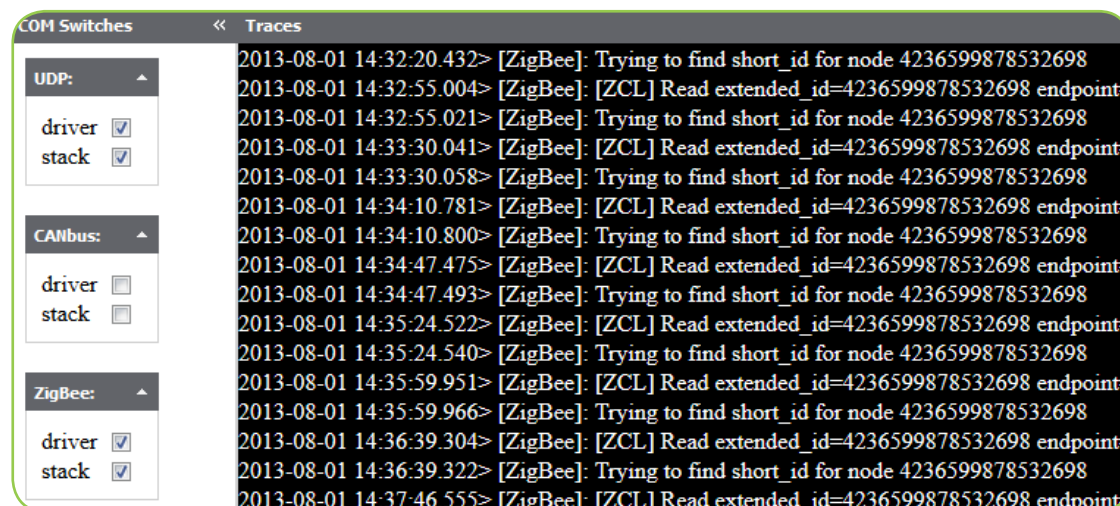 COM Switches
«
Traces
UDP:
driver
stack
CANbus:
driver
stack
ZigBee:
driver
stack
2013-08-01 14:32:20.432> [ZigBee]: Trying to find short_id for node 4236599878532698
2013-08-01 14:32:55.004> [ZigBee]: [ZCL] Read extended_id=4236599878532698 endpoint
2013-08-01 14:32:55.021> [ZigBee]: Trying to find short_id for node 4236599878532698
2013-08-01 14:33:30.041> [ZigBee]: [ZCL] Read extended_id=4236599878532698 endpoint
2013-08-01 14:33:30.058> [ZigBee]: Trying to find short_id for node 4236599878532698
2013-08-01 14:34:10.781> [ZigBee]: [ZCL] Read extended_id=4236599878532698 endpoint
2013-08-01 14:34:10.800> [ZigBee]: Trying to find short_id for node 4236599878532698
2013-08-01 14:34:47.475> [ZigBee]: [ZCL] Read extended_id=4236599878532698 endpoint
2013-08-01 14:34:47.493> [ZigBee]: Trying to find short_id for node 4236599878532698
2013-08-01 14:35:24.522> [ZigBee]: [ZCL] Read extended_id=4236599878532698 endpoint
2013-08-01 14:35:24.540> [ZigBee]: Trying to find short_id for node 4236599878532698
2013-08-01 14:35:59.951> [ZigBee]: [ZCL] Read extended_id=4236599878532698 endpoint
2013-08-01 14:35:59.966> [ZigBee]: Trying to find short_id for node 4236599878532698
2013-08-01 14:36:39.304> [ZigBee]: [ZCL] Read extended_id=4236599878532698 endpoint
2013-08-01 14:36:39.322> [ZigBee]: Trying to find short_id for node 4236599878532698
2013-08-01 14:37:46.555> [ZigBee]: [ZCL] Read extended_id=4236599878532698 endpoint